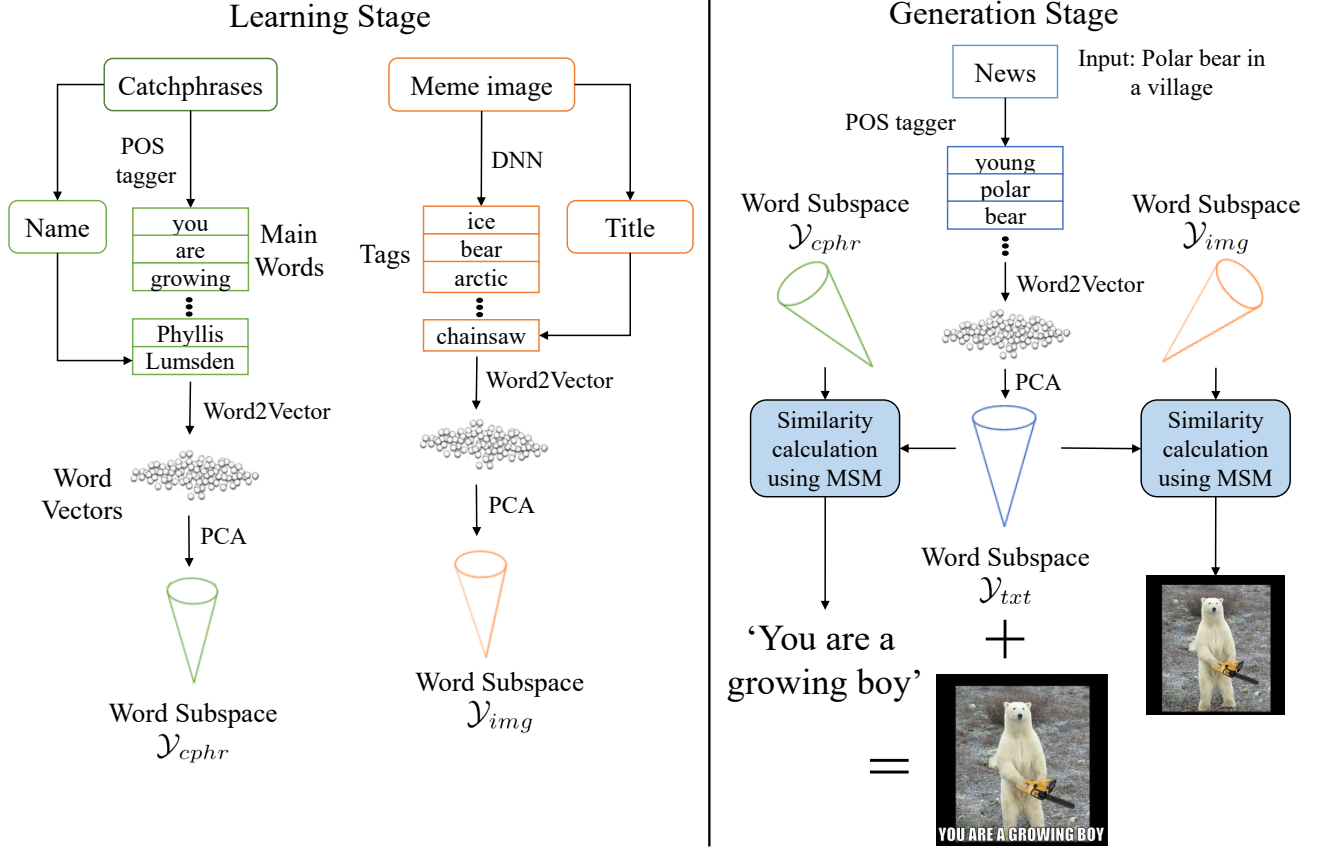 Learning Stage
Catchphrases
Meme image
POS
tagger
DNN
Name
you
are
growing
Main
Words
Phyllis
Lumsden
Tags
ice
bear
arctic
chainsaw
Title
Word2Vector
Word2Vector
Word
Vectors
PCA
PCA
Word Subspace
𝒴cphr
Word Subspace
𝒴img
Generation Stage
News
Input: Polar bear in
a village
POS tagger
young
polar
bear
Word Subspace
𝒴cphr
Word Subspace
𝒴img
Word2Vector
PCA
Similarity
calculation
using MSM
Similarity
calculation
using MSM
Word Subspace
𝒴txt
‘You are a
growing boy’
+
=
YOU ARE A GROWING BOY